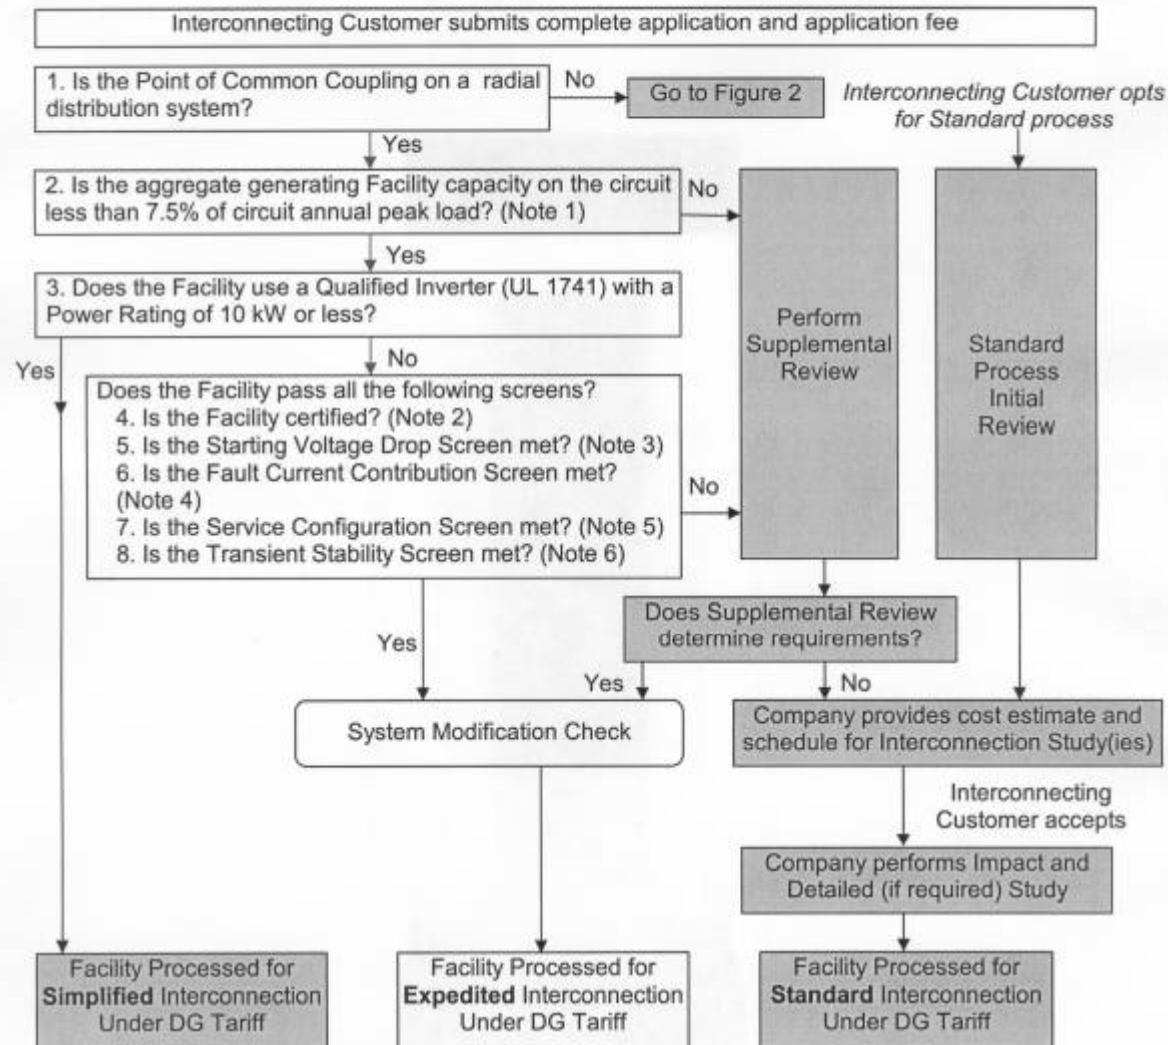 Interconnecting Customer submits complete application and application fee
1. Is the Point of Common Coupling on a radial
distribution system?
No
Go to Figure 2
Interconnecting Customer opts
for Standard process
Yes
2. Is the aggregate generating Facility capacity on the circuit
less than 7.5% of circuit annual peak load? (Note 1)
No
Yes
3. Does the Facility use a Qualified Inverter (UL 1741) with a
Power Rating of 10 kW or less?
Perform
Supplemental
Review
Standard
Process
Initial
Review
Yes
No
Does the Facility pass all the following screens?
4. Is the Facility certified? (Note 2)
5. Is the Starting Voltage Drop Screen met? (Note 3)
6. Is the Fault Current Contribution Screen met?
(Note 4)
7. Is the Service Configuration Screen met? (Note 5)
8. Is the Transient Stability Screen met? (Note 6)
No
Does Supplemental Review
determine requirements?
Yes
Yes
No
System Modification Check
Company provides cost estimate and
schedule for Interconnection Study(ies)
Interconnecting
Customer accepts
Company performs Impact and
Detailed (if required) Study
Facility Processed for
Simplified Interconnection
Under DG Tariff
Facility Processed for
Expedited Interconnection
Under DG Tariff
Facility Processed for
Standard Interconnection
Under DG Tariff